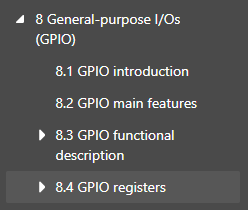 8 General-purpose I/Os
(GPIO)
8.1 GPIO introduction
8.2 GPIO main features
8.3 GPIO functional
description
8.4 GPIO registers